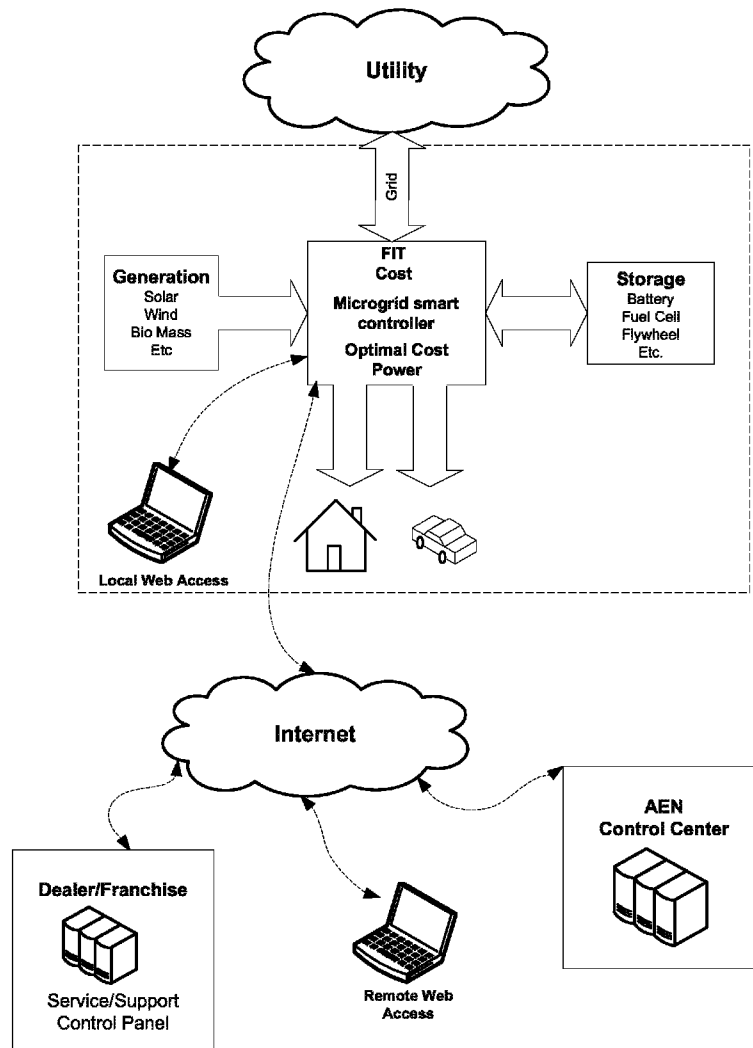 Utility
Grid
Generation
Solar
Wind
Bio Mass
Etc
FIT
Cost
Microgrid smart
controller
Optimal Cost
Power
Storage
Battery
Fuel Cell
Flywheel
Etc.
Local Web Access
Internet
AEN
Control Center
Dealer/Franchise
Service/Support
Control Panel
Remote Web
Access